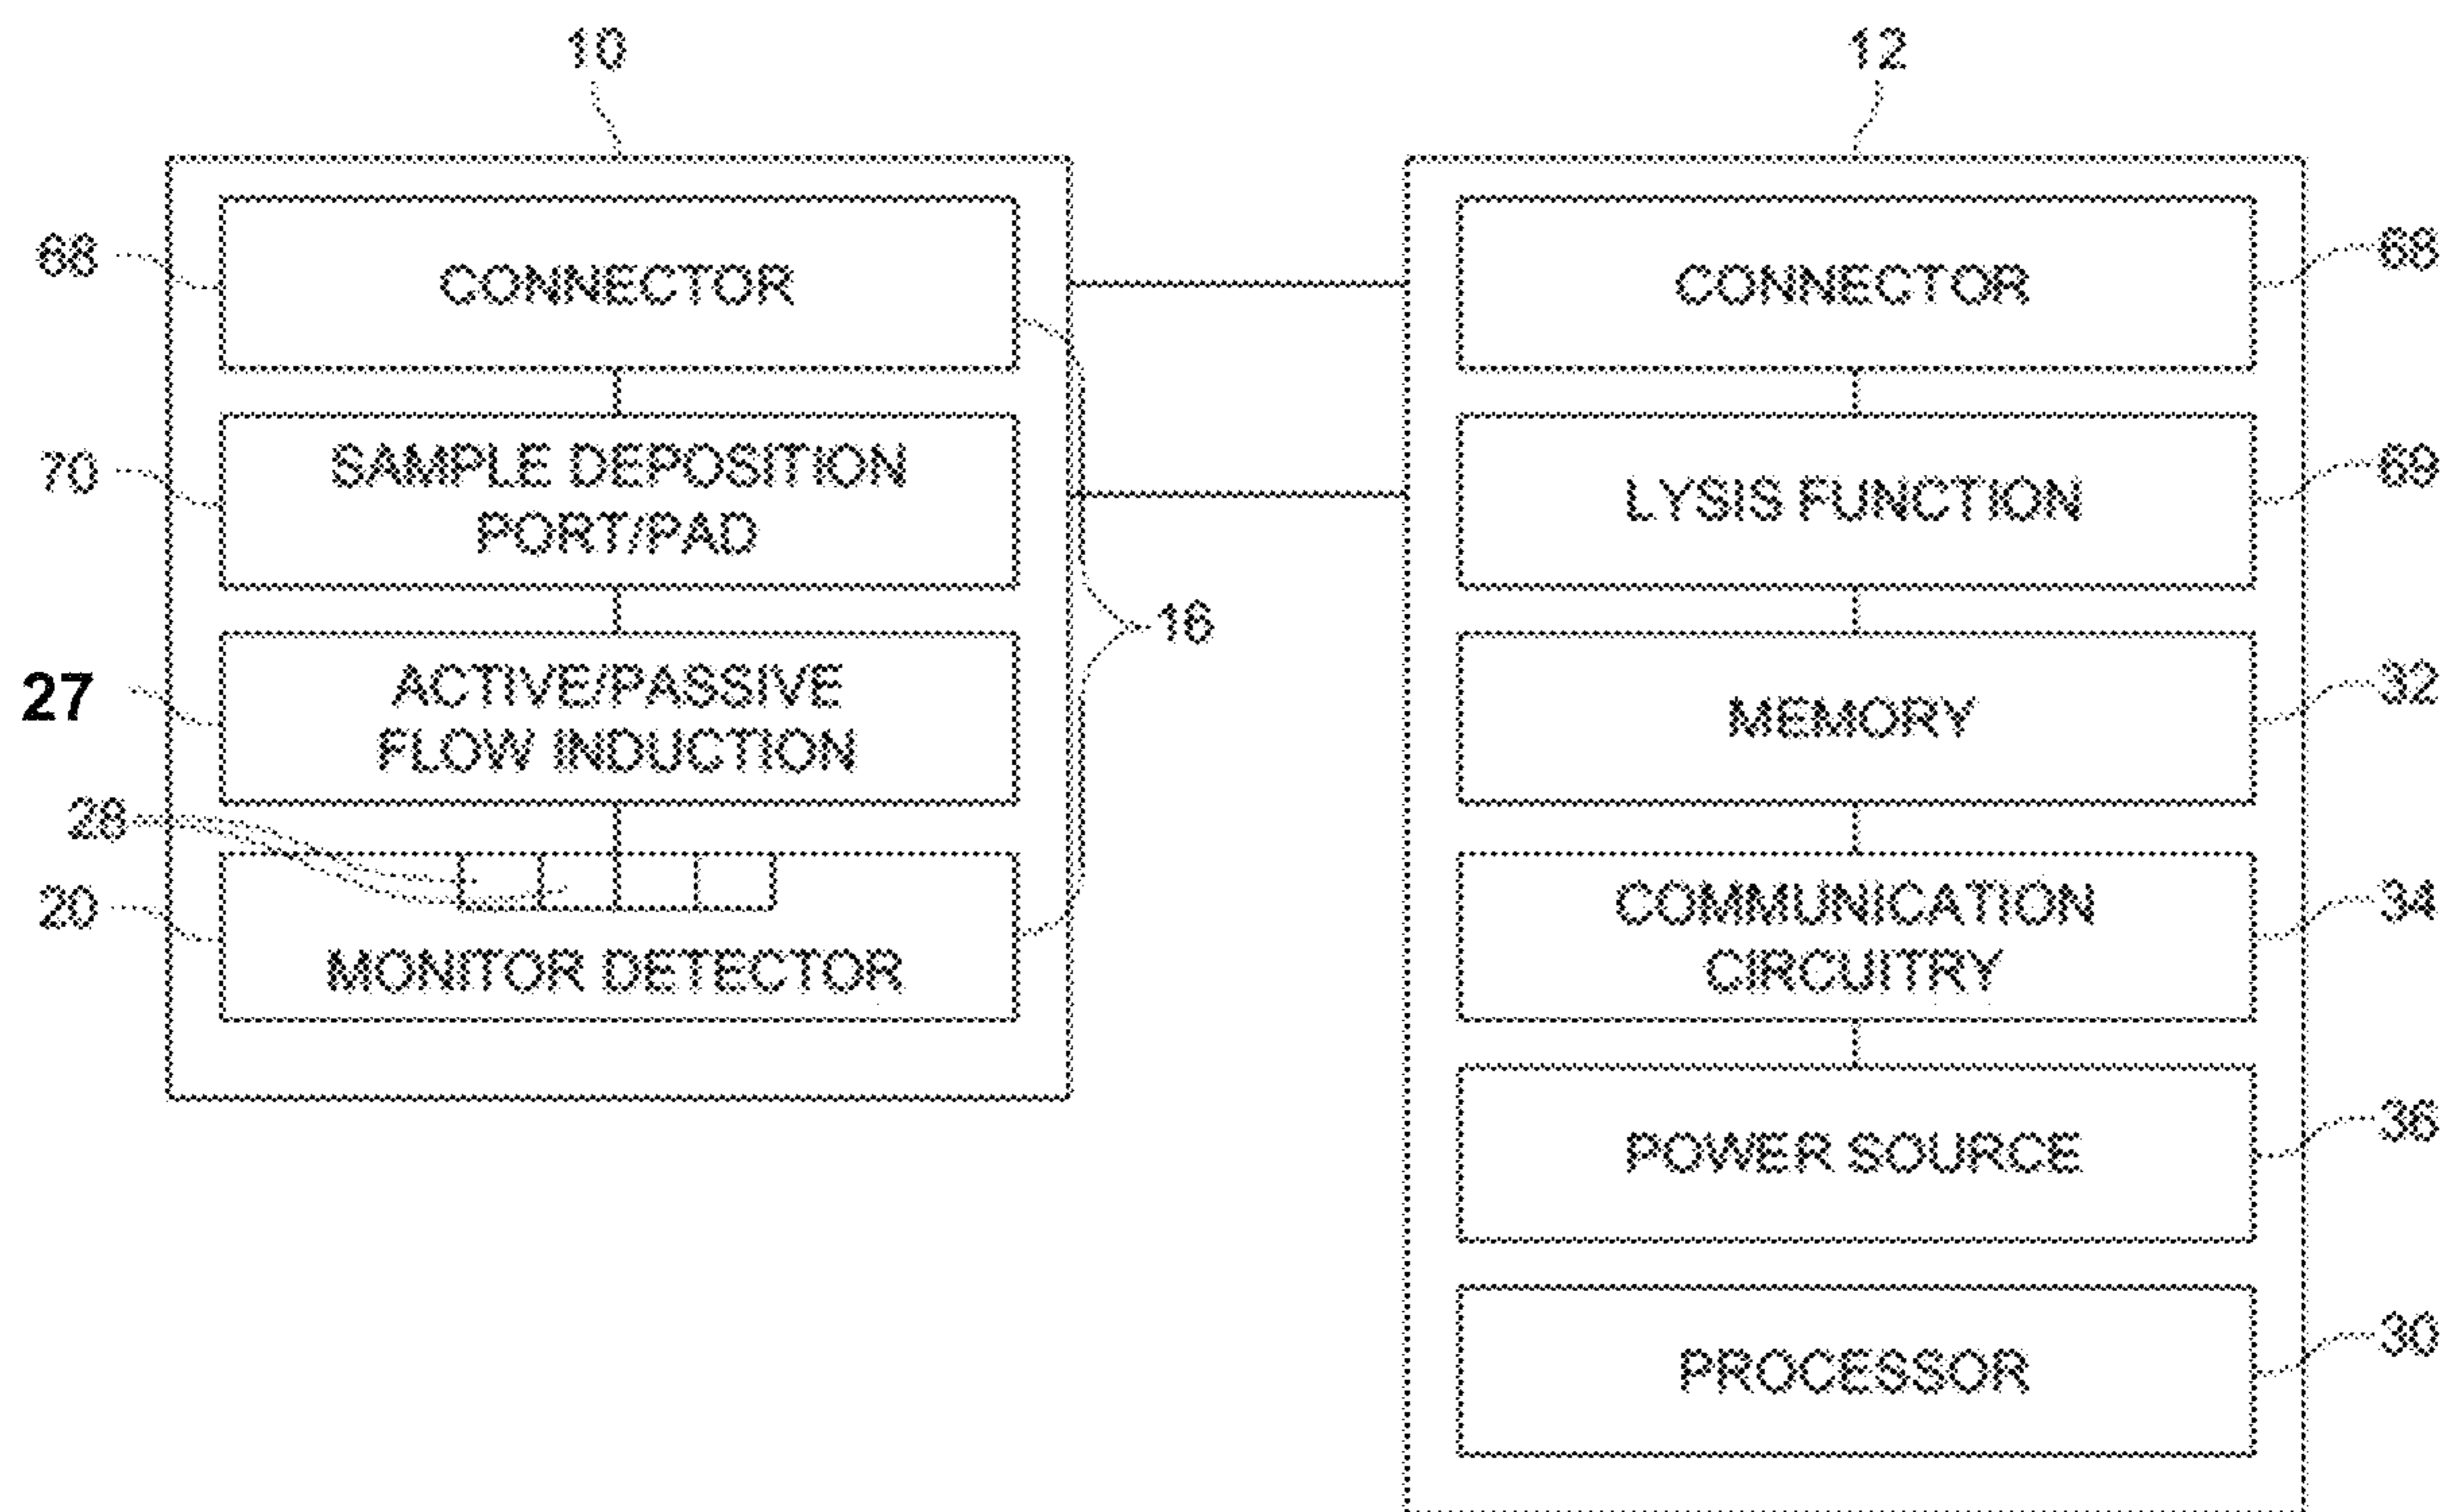 10
12
68
CONNECTOR
CONNECTOR
68
70
SAMPLE DEPOSITION
PORT/PAD
LYSIS FUNCTION
69
16
27
ACTIVE/PASSIVE
FLOW INDUCTION
MEMORY
32
28
20
MONITOR DETECTOR
COMMUNICATION
CIRCUITRY
34
POWER SOURCE
36
PROCESSOR
30